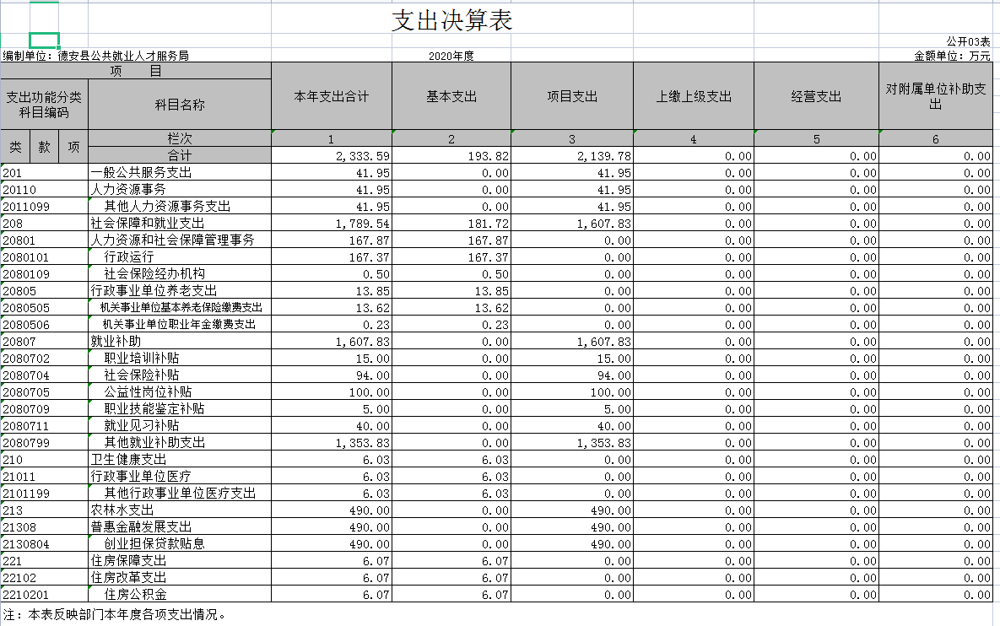 支出决算表
公开03表
编制单位：德安县公共就业人才服务局 2020年度 金额单位：万元
项 目 本年支出合计 基本支出 项目支出 上缴上级支出 经营支出 对附属单位补助支出
支出功能分类科目编码 科目名称
类 款 项 栏次 1 2 3 4 5 6
合计 2,333.59 193.82 2,139.78 0.00 0.00 0.00
201 一般公共服务支出 41.95 0.00 41.95 0.00 0.00 0.00
20110 人力资源事务 41.95 0.00 41.95 0.00 0.00 0.00
2011099 其他人力资源事务支出 41.95 0.00 41.95 0.00 0.00 0.00
208 社会保障和就业支出 1,789.54 181.72 1,607.83 0.00 0.00 0.00
20801 人力资源和社会保障管理事务 167.87 167.87 0.00 0.00 0.00 0.00
2080101 行政运行 167.37 167.37 0.00 0.00 0.00 0.00
2080109 社会保险经办机构 0.50 0.50 0.00 0.00 0.00 0.00
20805 行政事业单位养老支出 13.85 13.85 0.00 0.00 0.00 0.00
2080505 机关事业单位基本养老保险缴费支出 13.62 13.62 0.00 0.00 0.00 0.00
2080506 机关事业单位职业年金缴费支出 0.23 0.23 0.00 0.00 0.00 0.00
20807 就业补助 1,607.83 0.00 1,607.83 0.00 0.00 0.00
2080702 职业培训补贴 15.00 0.00 15.00 0.00 0.00 0.00
2080704 社会保险补贴 94.00 0.00 94.00 0.00 0.00 0.00
2080705 公益性岗位补贴 100.00 0.00 100.00 0.00 0.00 0.00
2080709 职业技能鉴定补贴 5.00 0.00 5.00 0.00 0.00 0.00
2080711 就业见习补贴 40.00 0.00 40.00 0.00 0.00 0.00
2080799 其他就业补助支出 1,353.83 0.00 1,353.83 0.00 0.00 0.00
210 卫生健康支出 6.03 6.03 0.00 0.00 0.00 0.00
21011 行政事业单位医疗 6.03 6.03 0.00 0.00 0.00 0.00
2101199 其他行政事业单位医疗支出 6.03 6.03 0.00 0.00 0.00 0.00
213 农林水支出 490.00 0.00 490.00 0.00 0.00 0.00
21308 普惠金融发展支出 490.00 0.00 490.00 0.00 0.00 0.00
2130804 创业担保贷款贴息 490.00 0.00 490.00 0.00 0.00 0.00
221 住房保障支出 6.07 6.07 0.00 0.00 0.00 0.00
22102 住房改革支出 6.07 6.07 0.00 0.00 0.00 0.00
2210201 住房公积金 6.07 6.07 0.00 0.00 0.00 0.00
注：本表反映部门本年度各项支出情况。